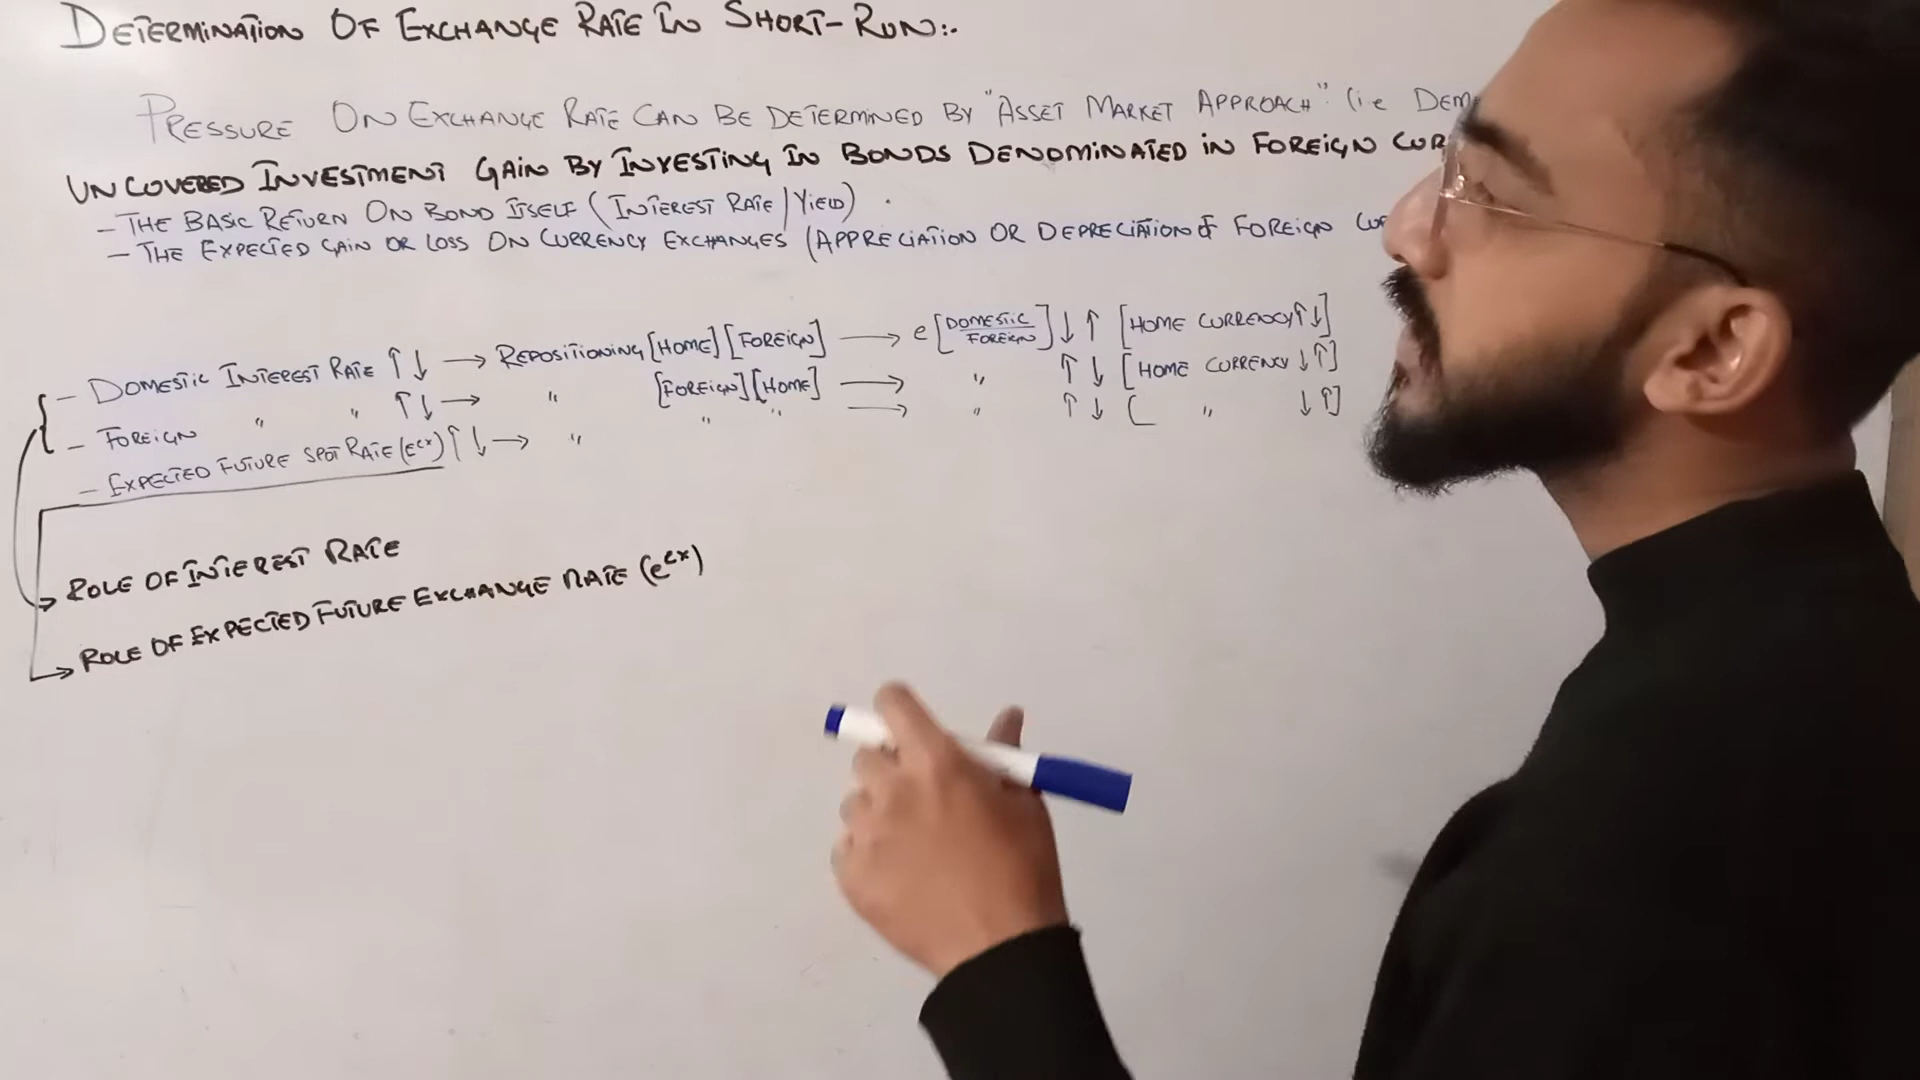 DETERMINATION OF EXCHANGE RATE IN SHORT-RUN:-
PRESSURE ON EXCHANGE RATE CAN BE DETERMINED BY "ASSET MARKET APPROACH" (i.e DEM
UNCOVERED INVESTMENT GAIN BY INVESTING IN BONDS DENOMINATED IN FOREIGN CUR
- THE BASIC RETURN ON BOND ITSELF (INTEREST RATE / YIELD) .
- THE EXPECTED GAIN OR LOSS ON CURRENCY EXCHANGES (APPRECIATION OR DEPRECIATION OF FOREIGN CUR
- DOMESTIC INTEREST RATE ↑ ↓ → REPOSITIONING [HOME] [FOREIGN] → e [DOMESTIC/FOREIGN] ↓ ↑ [HOME CURRENCY ↑ ↓]
- FOREIGN " " ↑ ↓ → " [FOREIGN] [HOME] → " ↑ ↓ [HOME CURRENCY ↓ ↑]
- EXPECTED FUTURE SPOT RATE (e^ex) ↑ ↓ → " " " → " ↑ ↓ [ " ↓ ↑]
→ ROLE OF INTEREST RATE
→ ROLE OF EXPECTED FUTURE EXCHANGE RATE (e^ex)